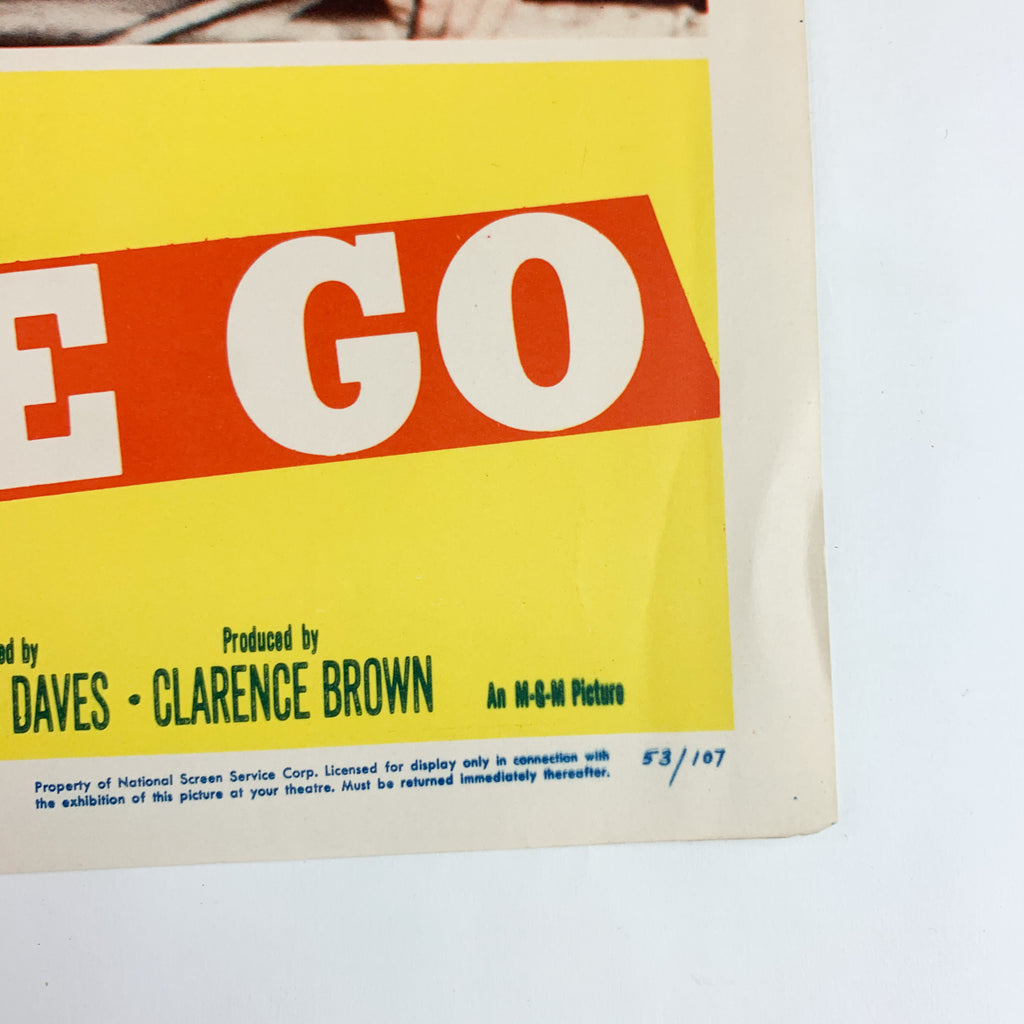 E GO
ed by
Produced by
DAVES • CLARENCE BROWN
An M-G-M Picture
Property of National Screen Service Corp. Licensed for display only in connection with
the exhibition of this picture at your theatre. Must be returned immediately thereafter.
53/107